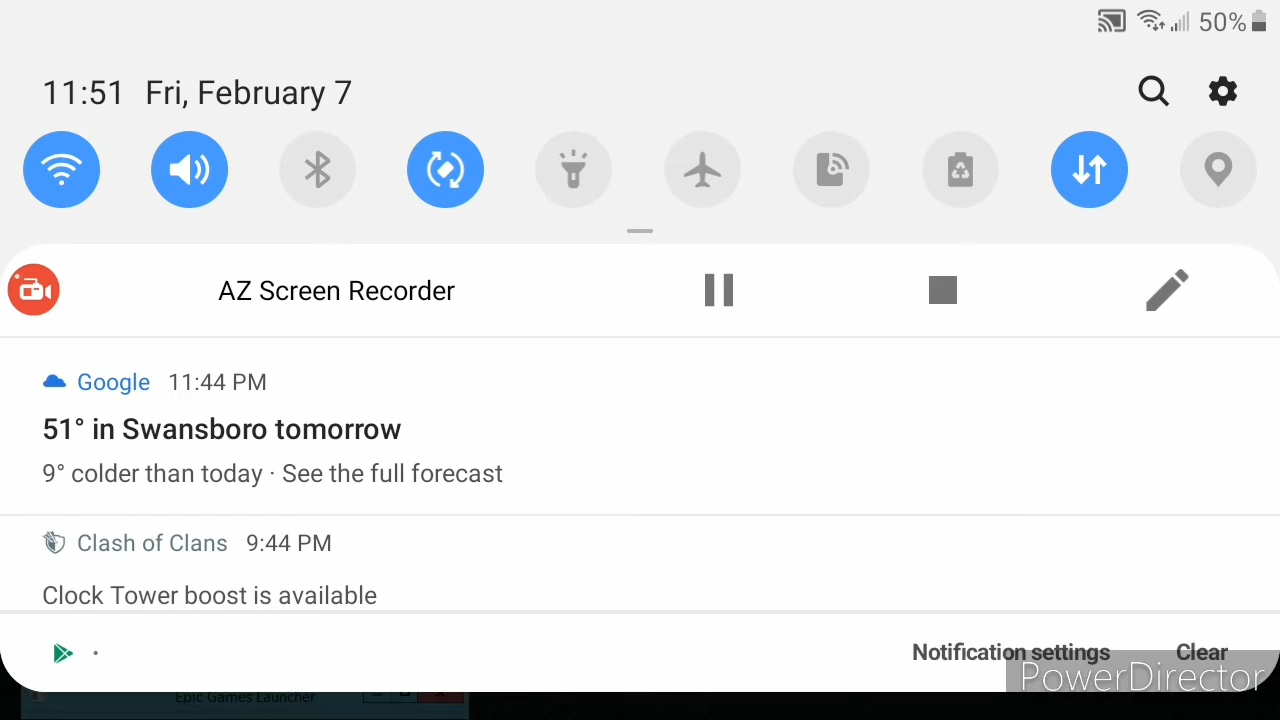 50%
11:51 Fri, February 7
AZ Screen Recorder
Google 11:44 PM
51° in Swansboro tomorrow
9° colder than today · See the full forecast
Clash of Clans 9:44 PM
Clock Tower boost is available
Notification settings Clear
PowerDirector
Epic Games Launcher